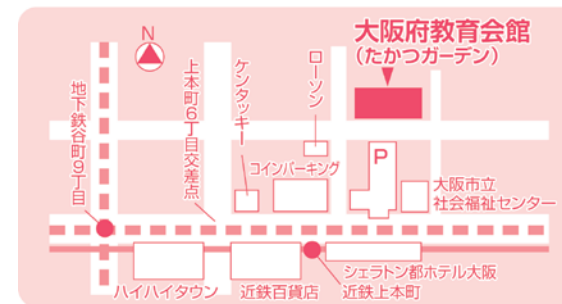 大阪府教育会館
(たかつガーデン)
N
地下鉄谷町9丁目
上本町6丁目交差点
ケンタッキー
ローソン
コインパーキング
P
大阪市立
社会福祉センター
ハイハイタウン
近鉄百貨店
シェラトン都ホテル大阪
近鉄上本町